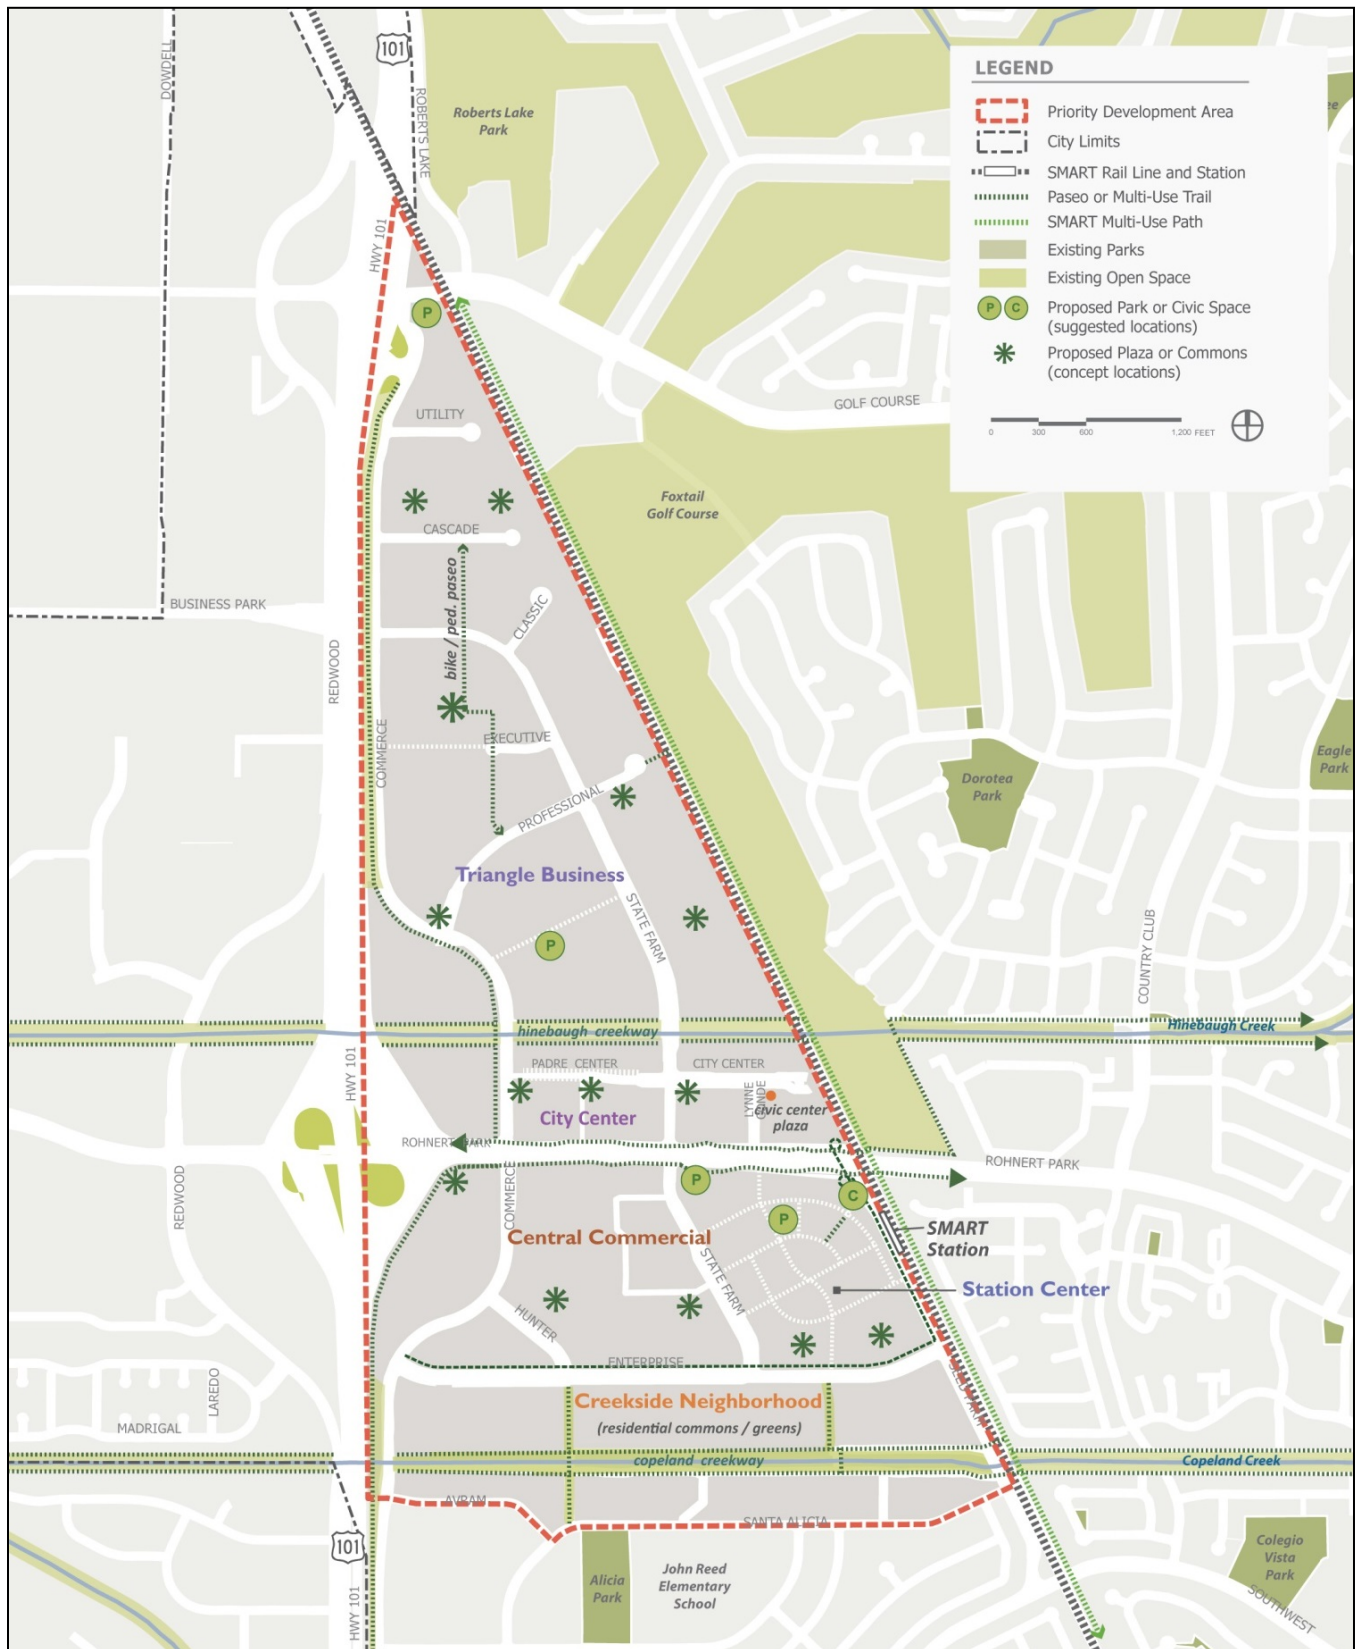 DOWDELL
101
ROBERTS LAKE
Roberts Lake
Park
LEGEND
Priority Development Area
City Limits
SMART Rail Line and Station
Paseo or Multi-Use Trail
SMART Multi-Use Path
Existing Parks
Existing Open Space
P C Proposed Park or Civic Space
(suggested locations)
Proposed Plaza or Commons
(concept locations)
0 300 600 1,200 FEET
ee
HWY 101
P
UTILITY
GOLF COURSE
Foxtail
Golf Course
CASCADE
bike / ped. paseo
CLASSIC
BUSINESS PARK
REDWOOD
COMMERCE
EXECUTIVE
PROFESSIONAL
Dorotea
Park
Eagle
Park
Triangle Business
STATE FARM
P
COUNTRY CLUB
hinebaugh creekway
Hinebaugh Creek
HWY 101
PADRE CENTER
CITY CENTER
LYNNE
CONDE
civic center
plaza
City Center
ROHNERT PARK
ROHNERT PARK
REDWOOD
COMMERCE
P
P
C
Central Commercial
SMART
Station
STATE FARM
Station Center
HUNTER
ENTERPRISE
SEED FARM
LAREDO
MADRIGAL
Creekside Neighborhood
(residential commons / greens)
copeland creekway
Copeland Creek
AVRAM
SANTA ALICIA
101
HWY 101
Alicia
Park
John Reed
Elementary
School
Colegio
Vista
Park
SOUTHWEST